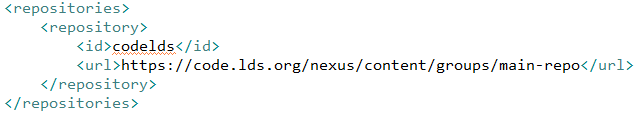 <repositories>
    <repository>
        <id>codelds</id>
        <url>https://code.lds.org/nexus/content/groups/main-repo</url>
    </repository>
</repositories>